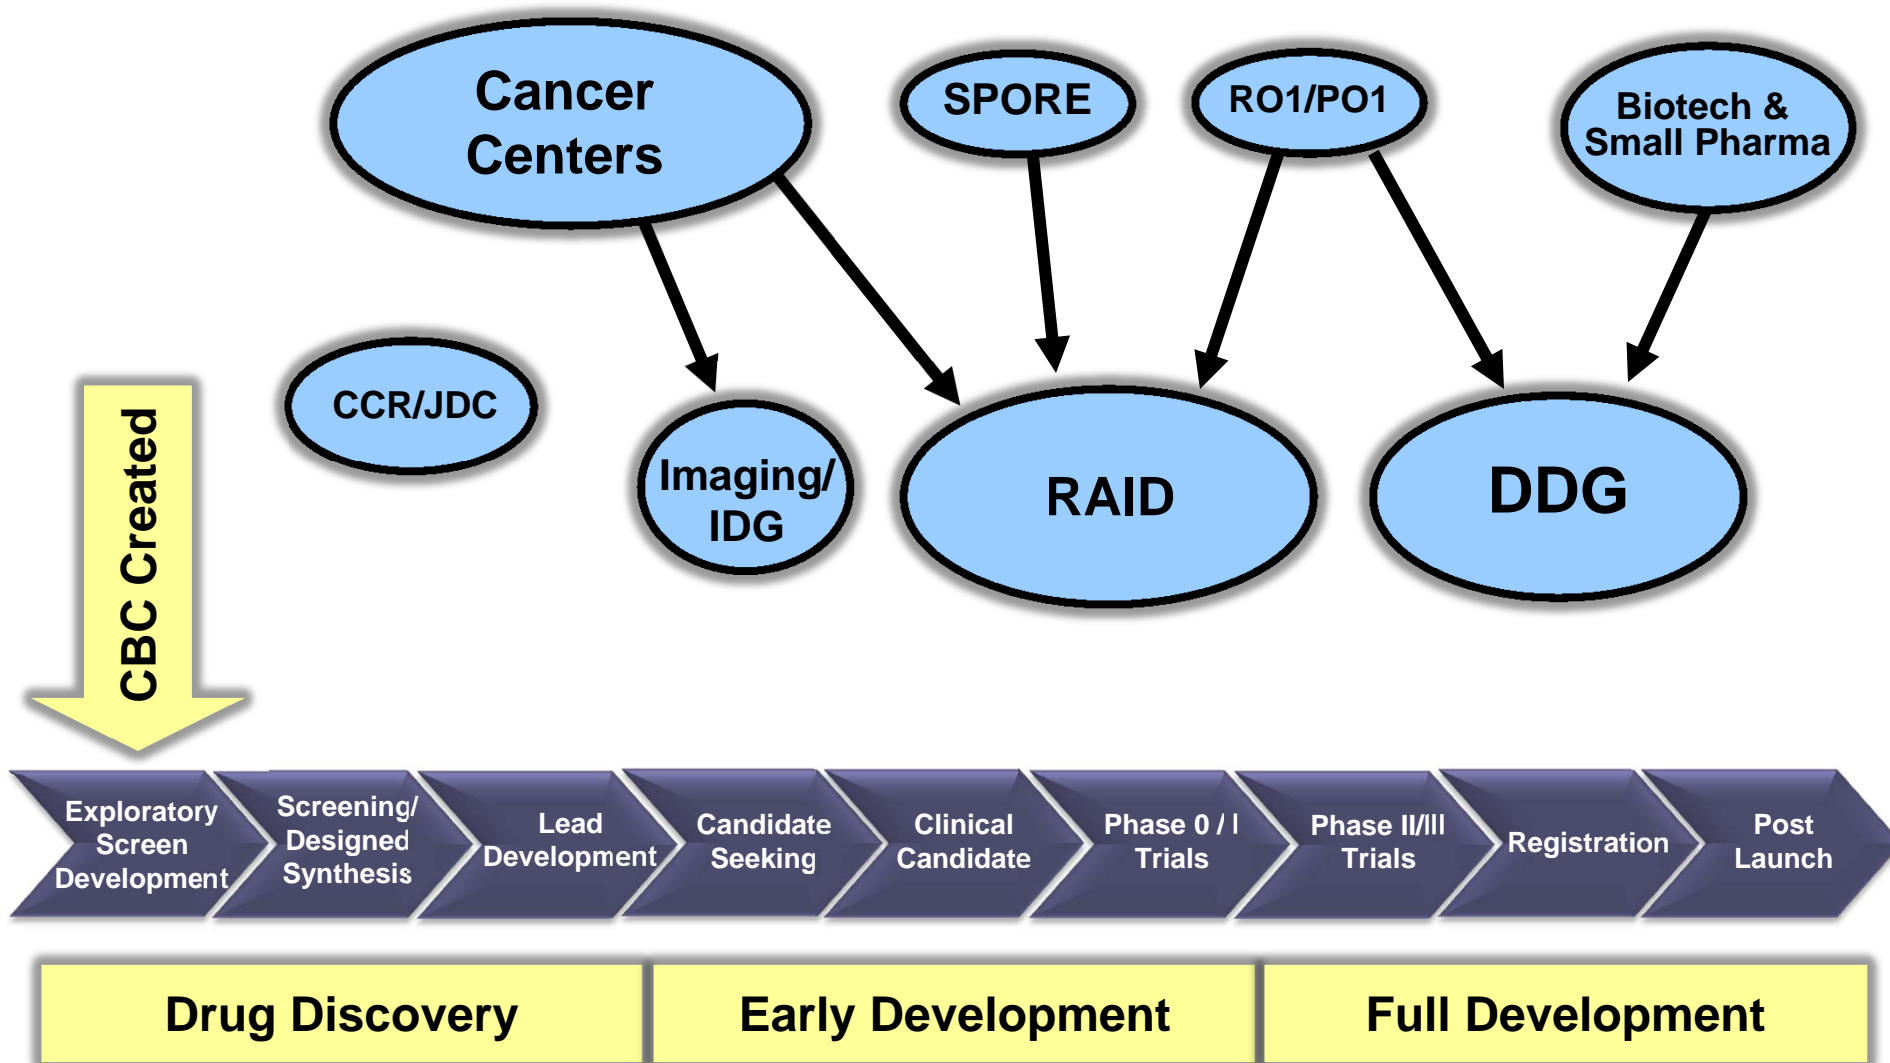 Cancer
Centers
SPORE
RO1/PO1
Biotech &
Small Pharma
CCR/JDC
Imaging/
IDG
RAID
DDG
CBC Created
Exploratory
Screen
Development
Screening/
Designed
Synthesis
Lead
Development
Candidate
Seeking
Clinical
Candidate
Phase 0 / I
Trials
Phase II/III
Trials
Registration
Post
Launch
Drug Discovery
Early Development
Full Development